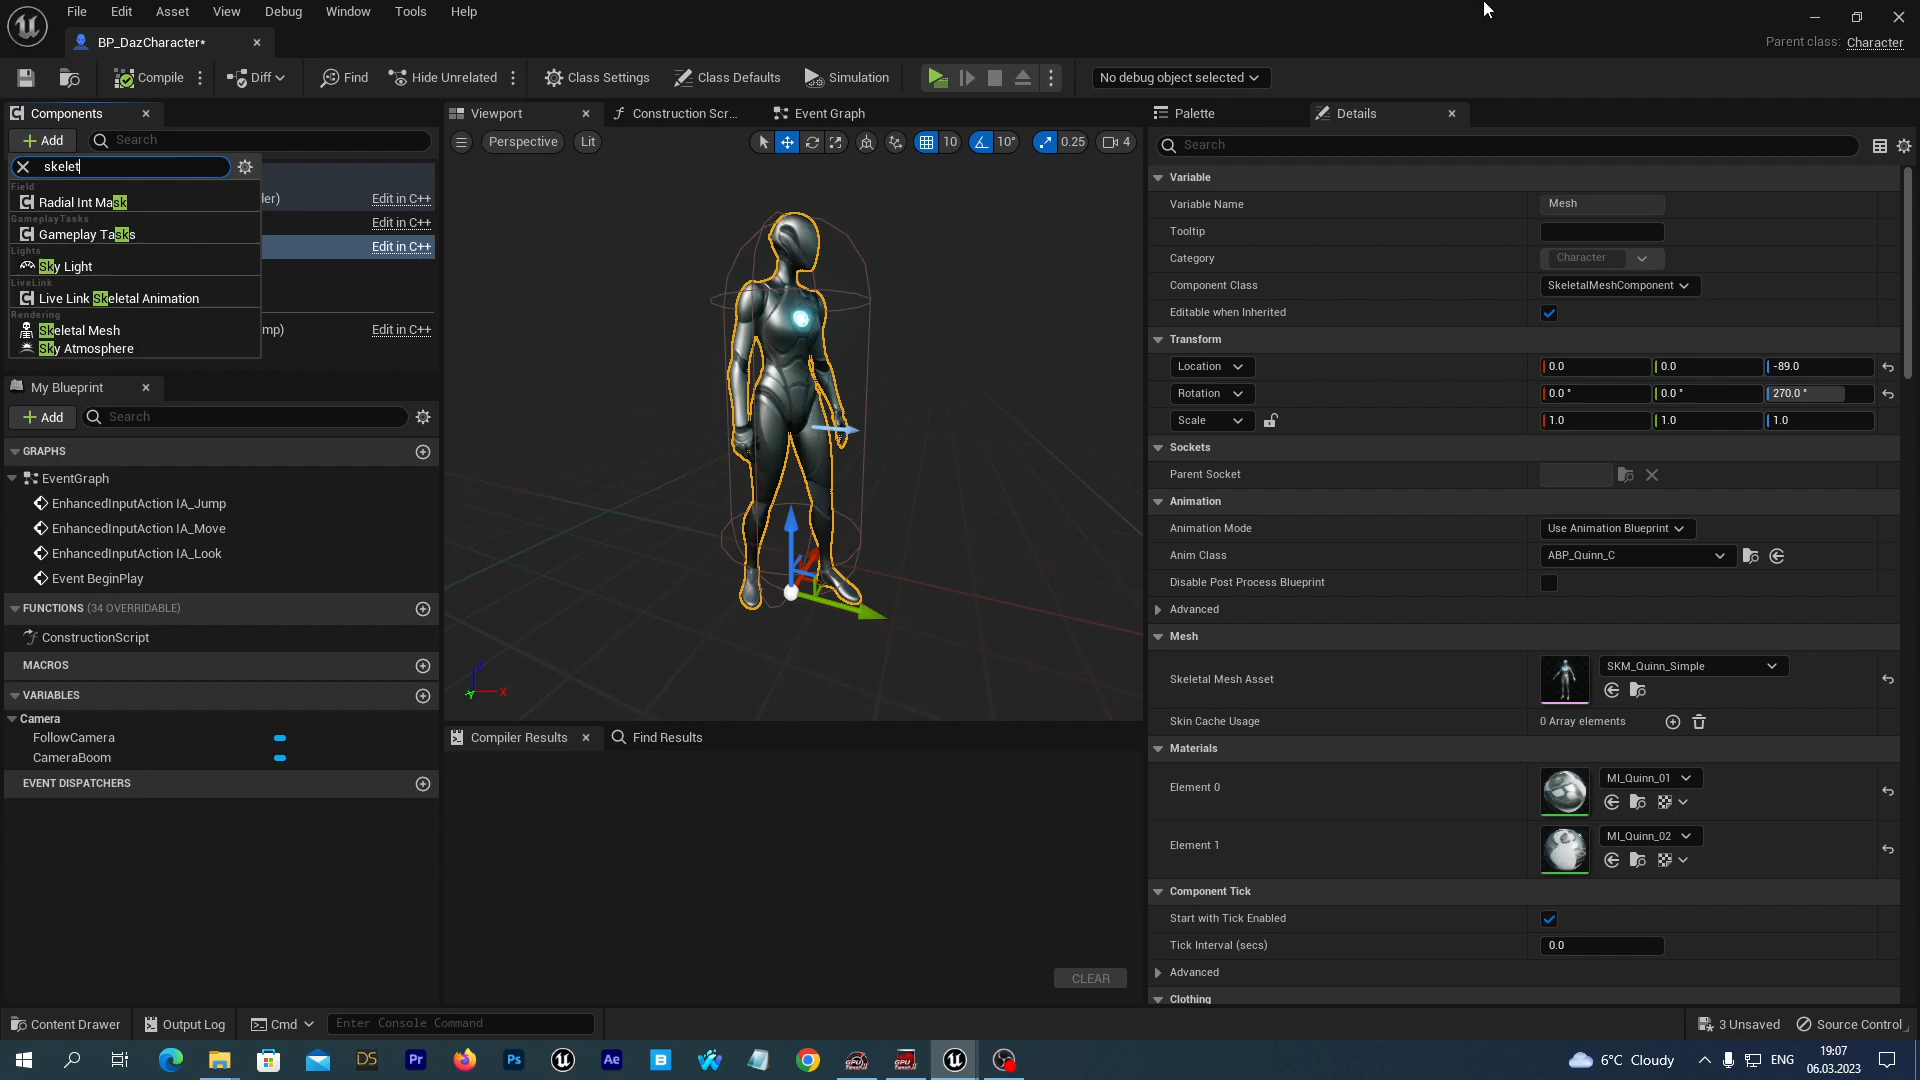 File Edit Asset View Debug Window Tools Help
BP_DazCharacter*
Parent class: Character
Compile Diff Find Hide Unrelated Class Settings Class Defaults Simulation No debug object selected
Components
Add Search
skelet
Field
Radial Int Mask
GameplayTasks
Gameplay Tasks
Lights
Sky Light
LiveLink
Live Link Skeletal Animation
Rendering
Skeletal Mesh
Sky Atmosphere
ler) Edit in C++
Edit in C++
Edit in C++
mp) Edit in C++
My Blueprint
Add Search
GRAPHS
EventGraph
EnhancedInputAction IA_Jump
EnhancedInputAction IA_Move
EnhancedInputAction IA_Look
Event BeginPlay
FUNCTIONS (34 OVERRIDABLE)
ConstructionScript
MACROS
VARIABLES
Camera
FollowCamera
CameraBoom
EVENT DISPATCHERS
Viewport Construction Scr... Event Graph
Perspective Lit 10 10° 0.25 4
Z
X
Y
Compiler Results Find Results
CLEAR
Palette Details
Search
Variable
Variable Name Mesh
Tooltip
Category Character
Component Class SkeletalMeshComponent
Editable when Inherited
Transform
Location 0.0 0.0 -89.0
Rotation 0.0 ° 0.0 ° 270.0 °
Scale 1.0 1.0 1.0
Sockets
Parent Socket
Animation
Animation Mode Use Animation Blueprint
Anim Class ABP_Quinn_C
Disable Post Process Blueprint
Advanced
Mesh
Skeletal Mesh Asset SKM_Quinn_Simple
Skin Cache Usage 0 Array elements
Materials
Element 0 MI_Quinn_01
Element 1 MI_Quinn_02
Component Tick
Start with Tick Enabled
Tick Interval (secs) 0.0
Advanced
Clothing
Content Drawer Output Log Cmd Enter Console Command 3 Unsaved Source Control
DS Pr Ps Ae 6°C Cloudy ENG 19:07
06.03.2023